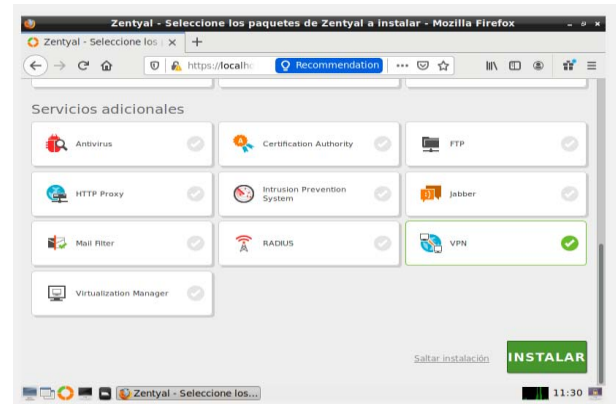 Zentyal - Seleccione los paquetes de Zentyal a instalar - Mozilla Firefox
Zentyal - Seleccione los
https://localh
Recommendation
Servicios adicionales
Antivirus
Certification Authority
FTP
HTTP Proxy
Intrusion Prevention
System
Jabber
Mail Filter
RADIUS
VPN
Virtualization Manager
Saltar instalación
INSTALAR
Zentyal - Seleccione los...
11:30